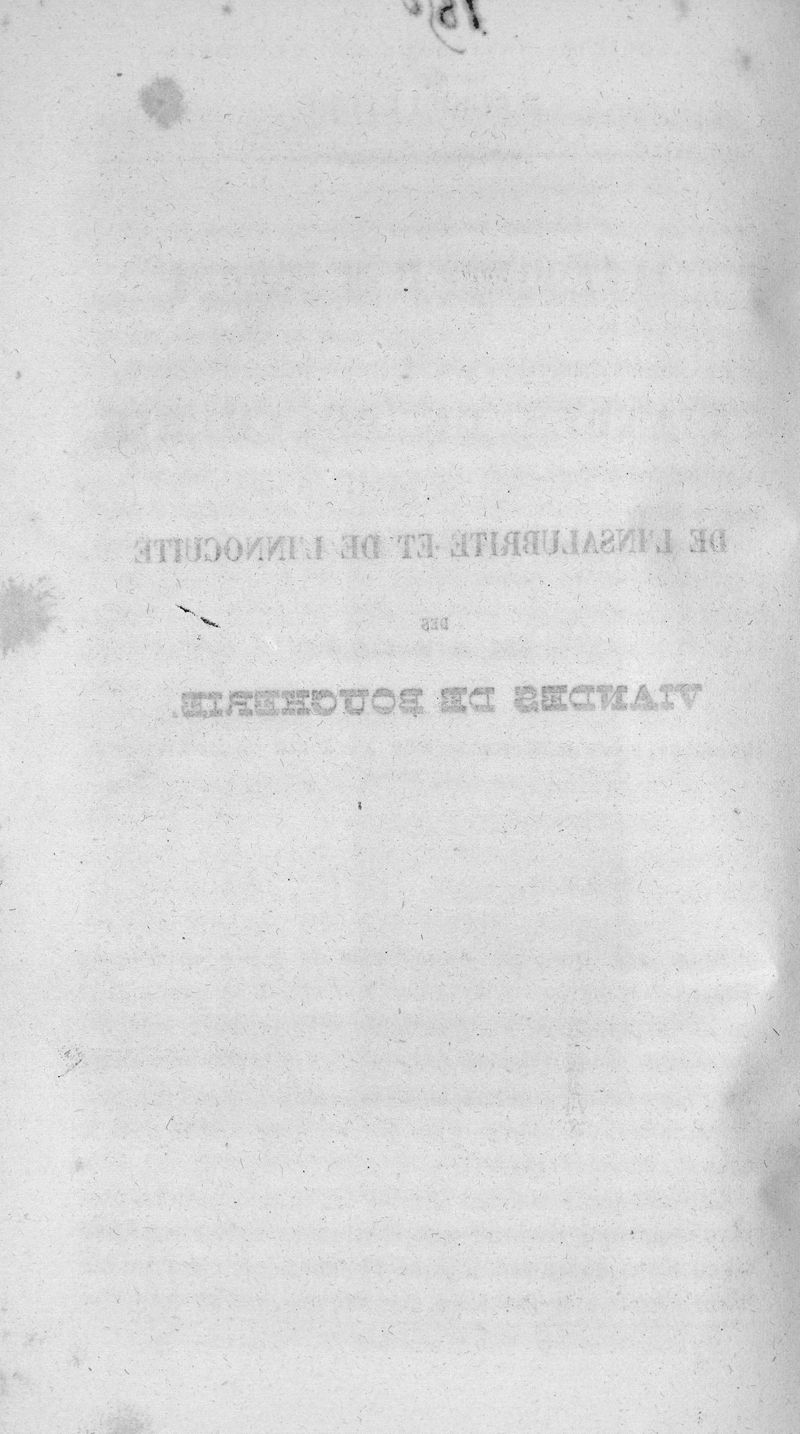 DE L'INSALUBRITÉ ET DE L'INNOCUITÉ
DES
VIANDES DE BOUCHERIE.